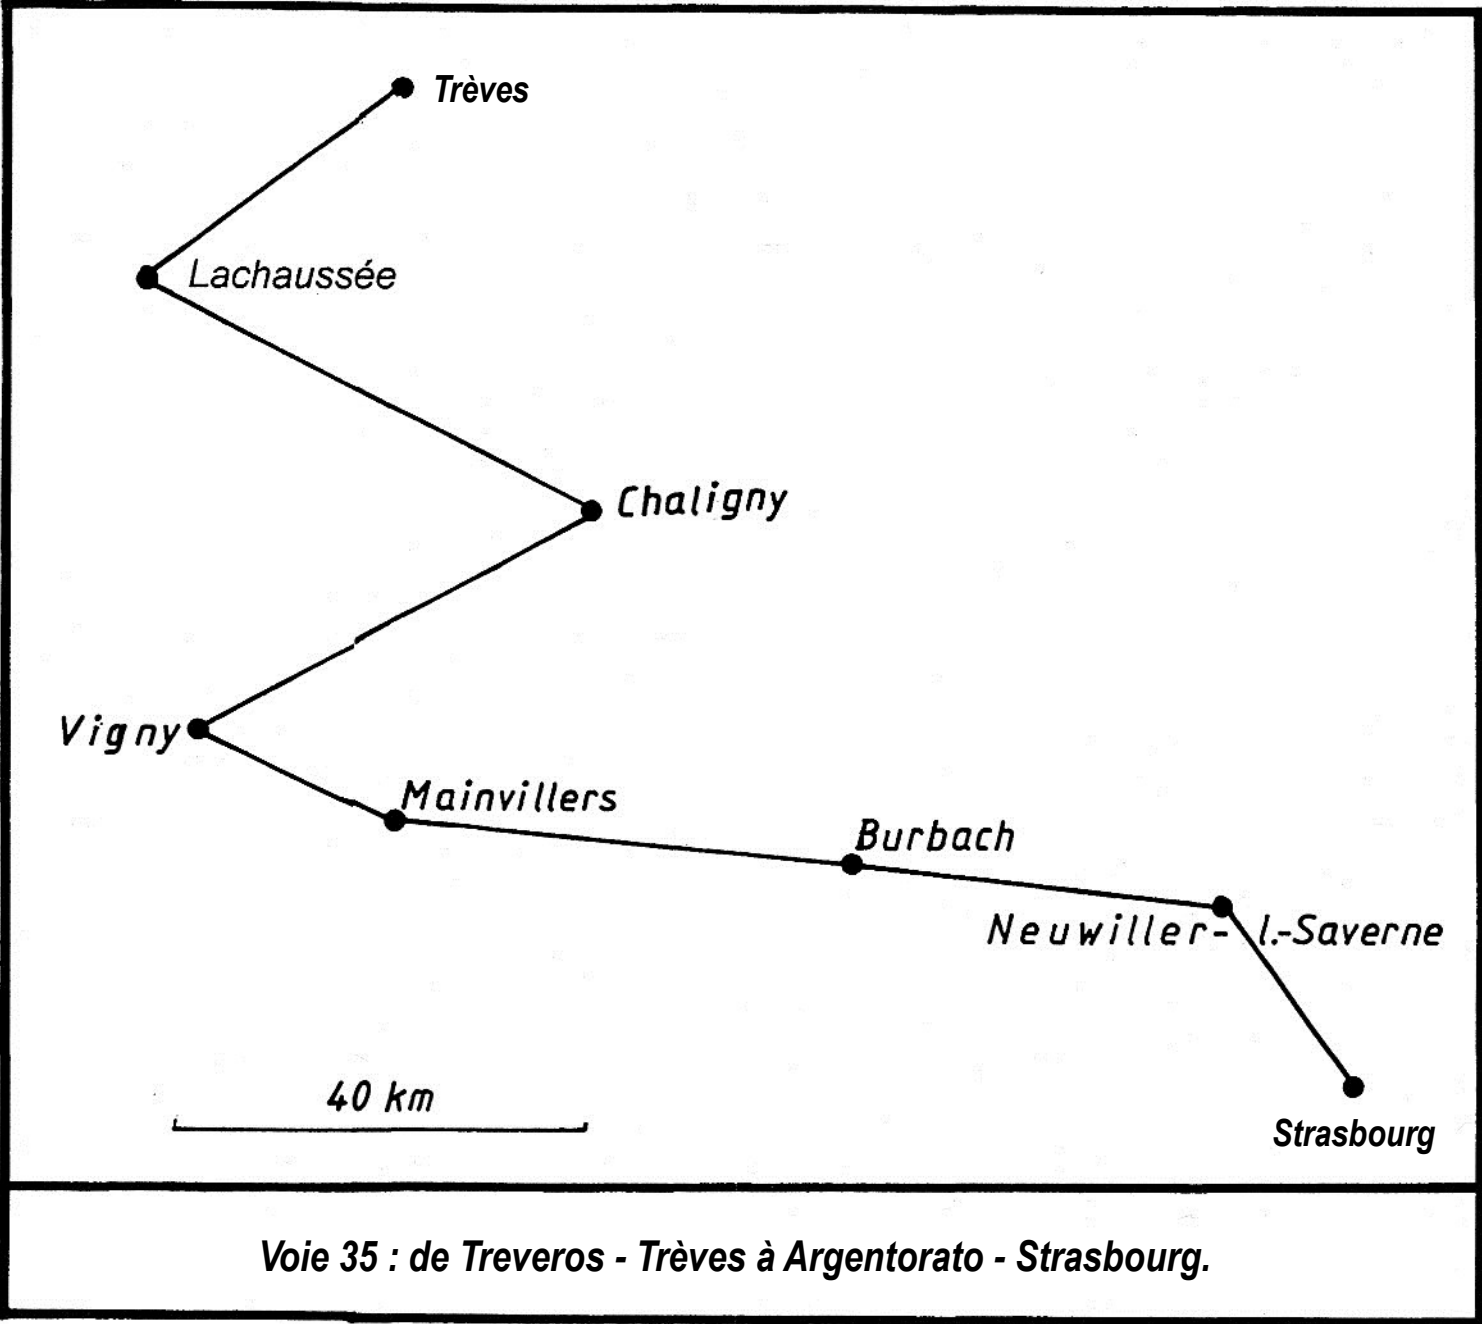 Trèves
Lachaussée
Chaligny
Vigny
Mainvillers
Burbach
Neuwiller- l.-Saverne
40 km
Strasbourg
Voie 35 : de Treveros - Trèves à Argentorato - Strasbourg.